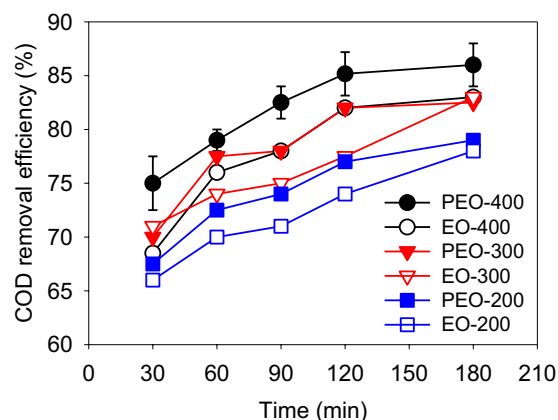 90
85
80
75
70
65
60
COD removal efficiency (%)
PEO-400
EO-400
PEO-300
EO-300
PEO-200
EO-200
0 30 60 90 120 150 180 210
Time (min)